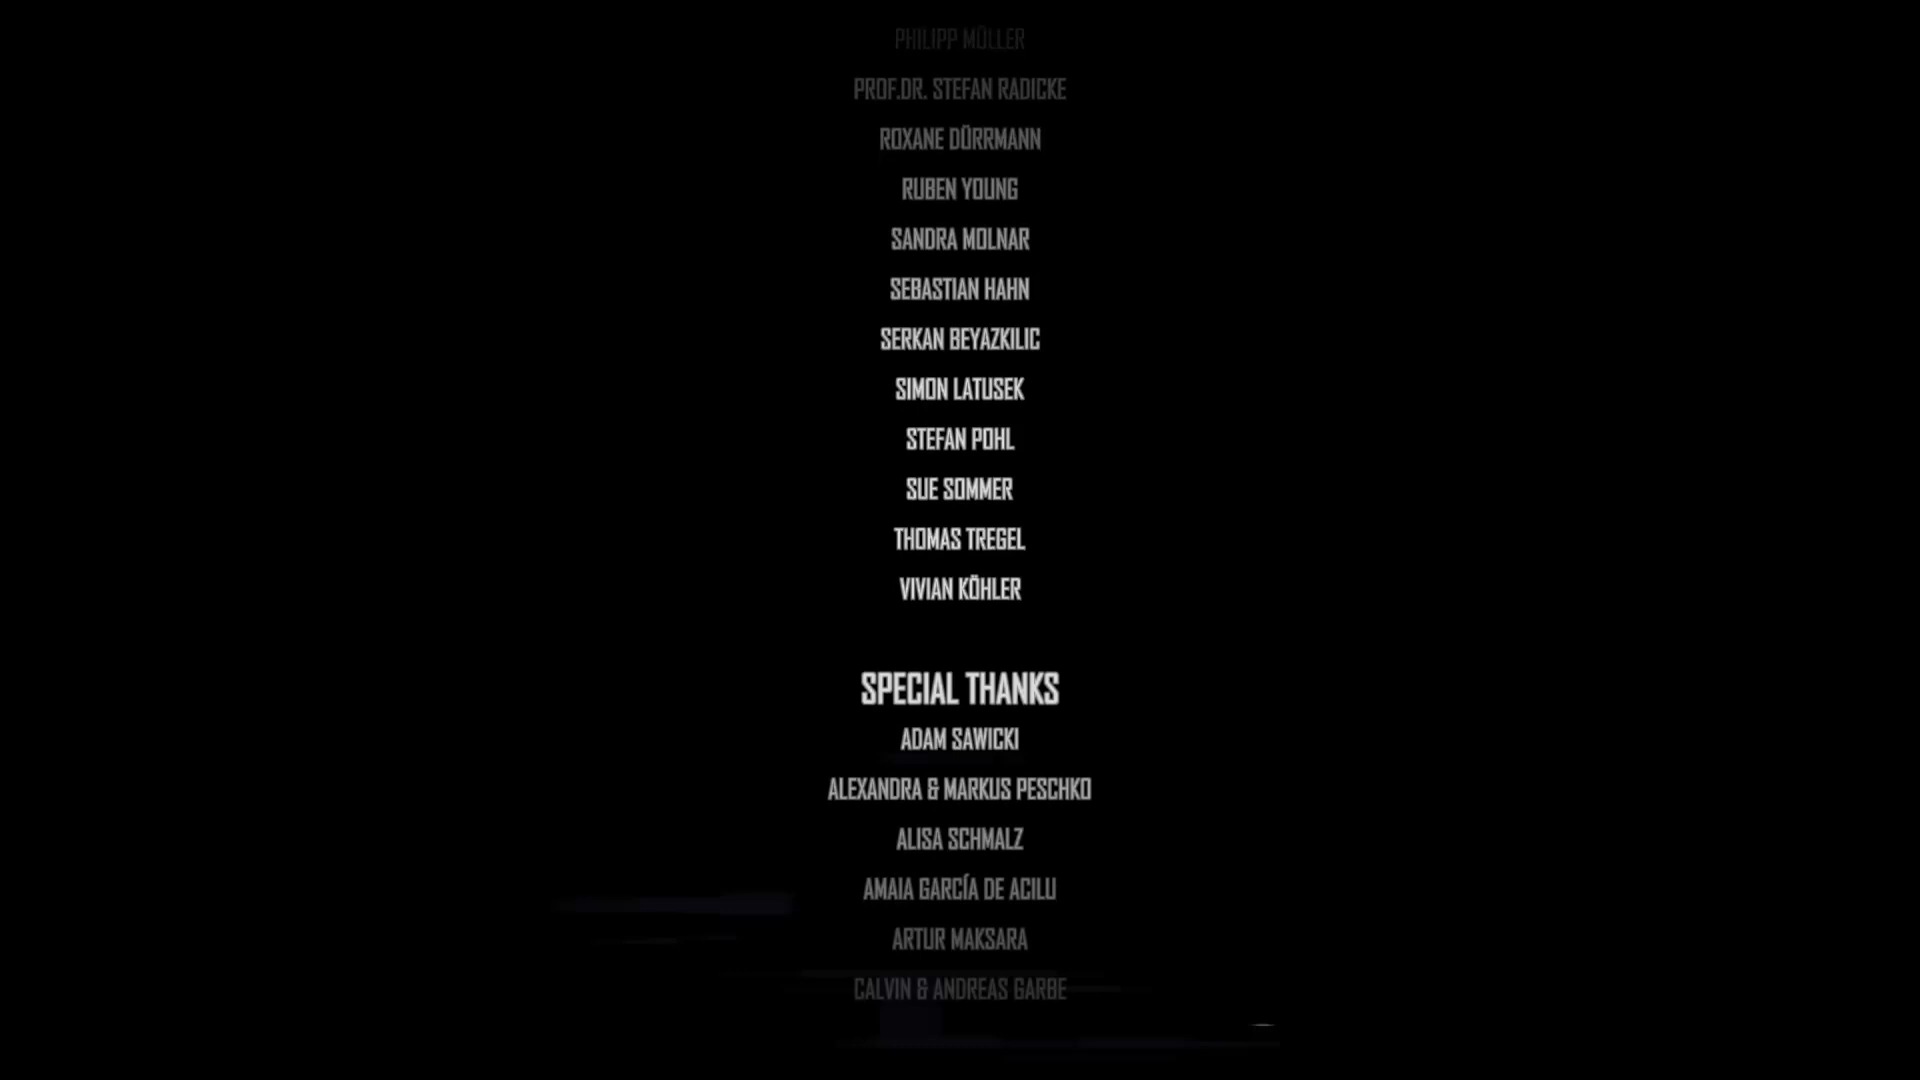 PHILIPP MÜLLER
PROF.DR. STEFAN RADICKE
ROXANE DÜRRMANN
RUBEN YOUNG
SANDRA MOLNAR
SEBASTIAN HAHN
SERKAN BEYAZKILIC
SIMON LATUSEK
STEFAN POHL
SUE SOMMER
THOMAS TREGEL
VIVIAN KÖHLER
SPECIAL THANKS
ADAM SAWICKI
ALEXANDRA & MARKUS PESCHKO
ALISA SCHMALZ
AMAIA GARCÍA DE ACILU
ARTUR MAKSARA
CALVIN & ANDREAS GARBE